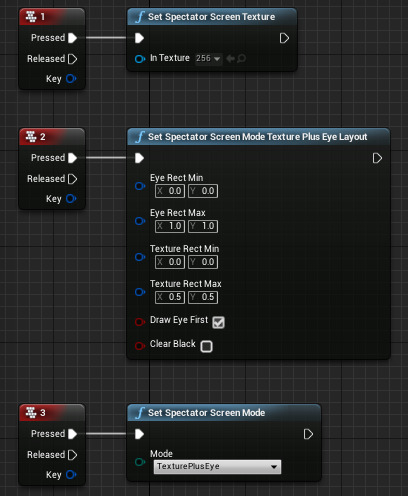 1
Set Spectator Screen Texture
Pressed
Released
In Texture 256
Key
2
Set Spectator Screen Mode Texture Plus Eye Layout
Pressed
Released
Eye Rect Min
Key
X 0.0 Y 0.0
Eye Rect Max
X 1.0 Y 1.0
Texture Rect Min
X 0.0 Y 0.0
Texture Rect Max
X 0.5 Y 0.5
Draw Eye First
Clear Black
3
Set Spectator Screen Mode
Pressed
Released
Mode
TexturePlusEye
Key